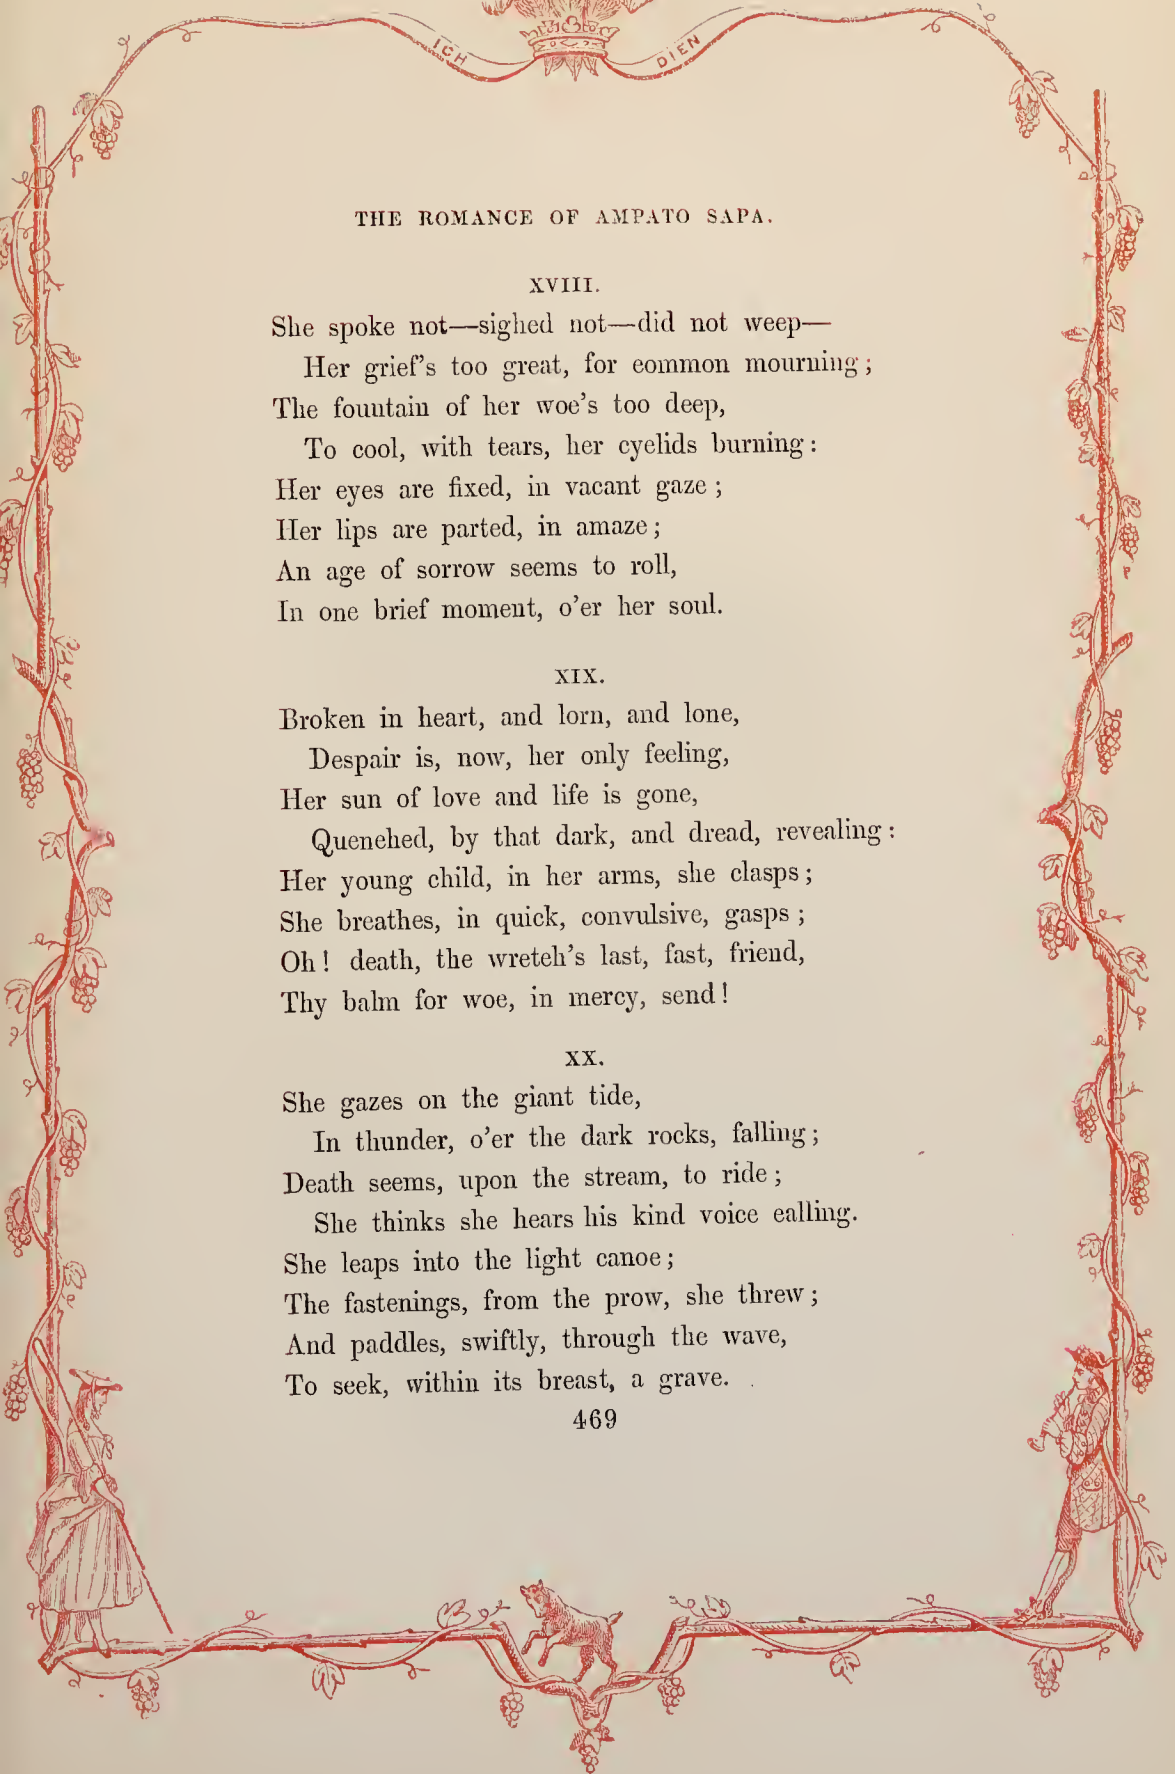 ICH DIEN
THE ROMANCE OF AMPATO SAPA.
XVIII.
She spoke not—sighed not—did not weep—
Her grief's too great, for common mourning;
The fountain of her woe's too deep,
To cool, with tears, her eyelids burning:
Her eyes are fixed, in vacant gaze;
Her lips are parted, in amaze;
An age of sorrow seems to roll,
In one brief moment, o'er her soul.
XIX.
Broken in heart, and lorn, and lone,
Despair is, now, her only feeling,
Her sun of love and life is gone,
Quenched, by that dark, and dread, revealing:
Her young child, in her arms, she clasps;
She breathes, in quick, convulsive, gasps;
Oh! death, the wretch's last, fast, friend,
Thy balm for woe, in mercy, send!
XX.
She gazes on the giant tide,
In thunder, o'er the dark rocks, falling;
Death seems, upon the stream, to ride;
She thinks she hears his kind voice calling.
She leaps into the light canoe;
The fastenings, from the prow, she threw;
And paddles, swiftly, through the wave,
To seek, within its breast, a grave.
469